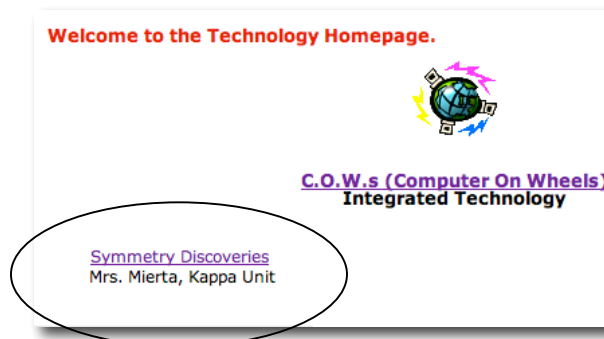 Welcome to the Technology Homepage.
C.O.W.s (Computer On Wheels)
Integrated Technology
Symmetry Discoveries
Mrs. Mierta, Kappa Unit